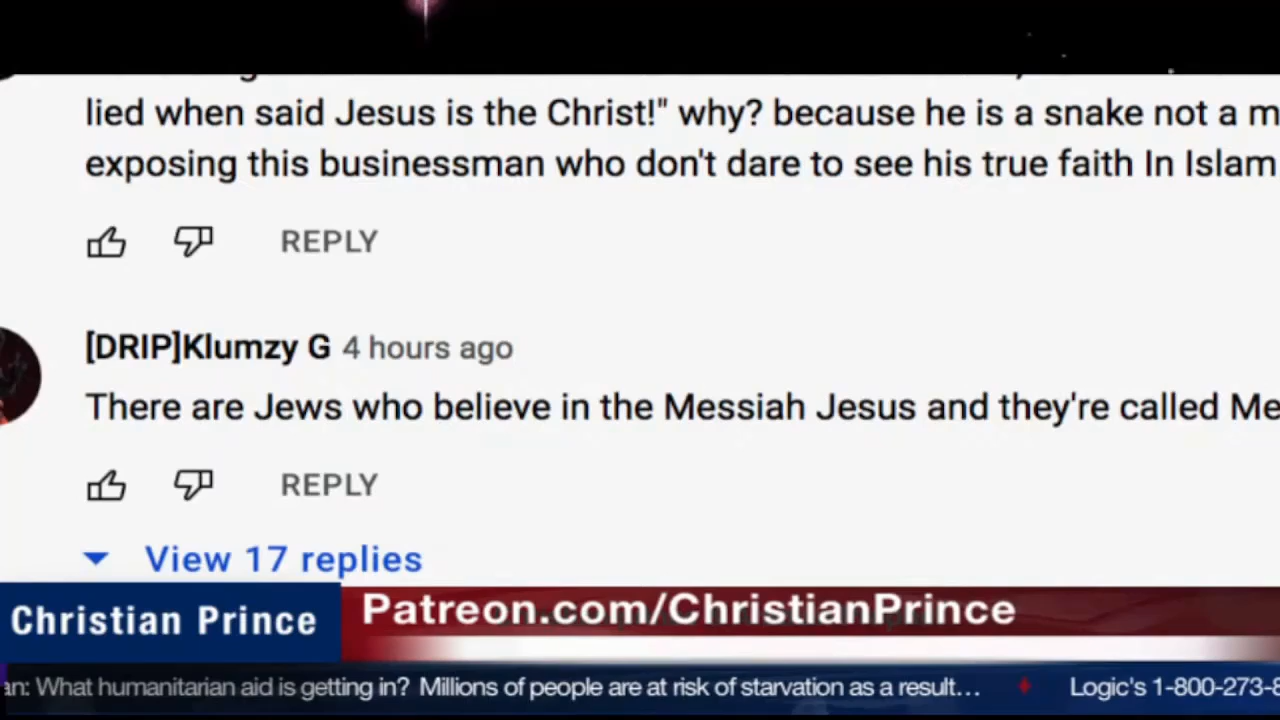 lied when said Jesus is the Christ!" why? because he is a snake not a m
exposing this businessman who don't dare to see his true faith In Islam
REPLY
[DRIP]Klumzy G 4 hours ago
There are Jews who believe in the Messiah Jesus and they're called Me
REPLY
View 17 replies
Christian Prince
Patreon.com/ChristianPrince
an: What humanitarian aid is getting in? Millions of people are at risk of starvation as a result... Logic's 1-800-273-8